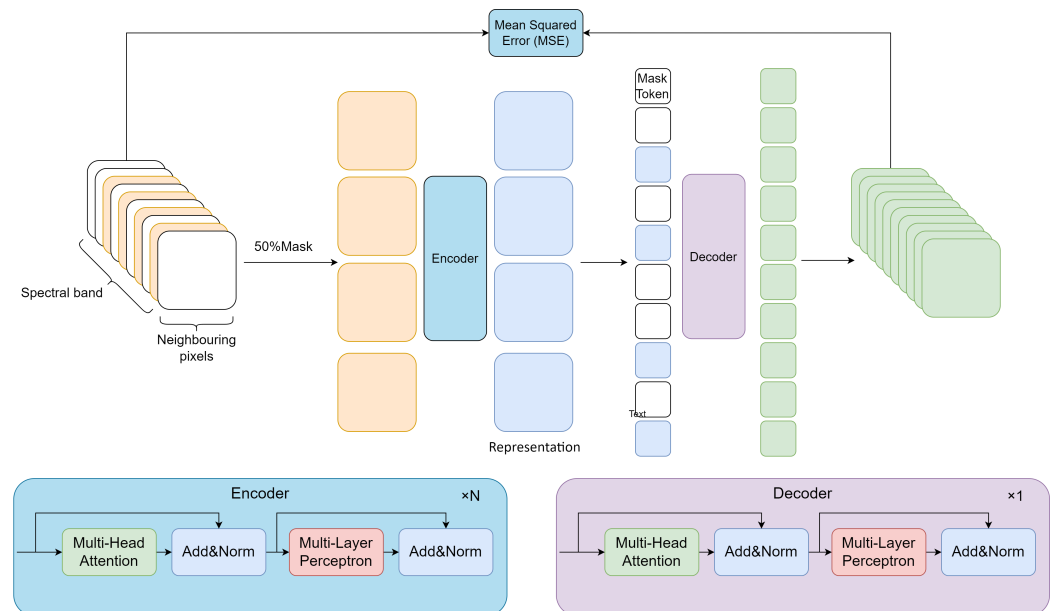 Mean Squared
Error (MSE)
Mask
Token
50%Mask
Encoder
Decoder
Spectral band
Neighbouring
pixels
Text
Representation
Encoder
×N
Multi-Head
Attention
Add&Norm
Multi-Layer
Perceptron
Add&Norm
Decoder
×1
Multi-Head
Attention
Add&Norm
Multi-Layer
Perceptron
Add&Norm